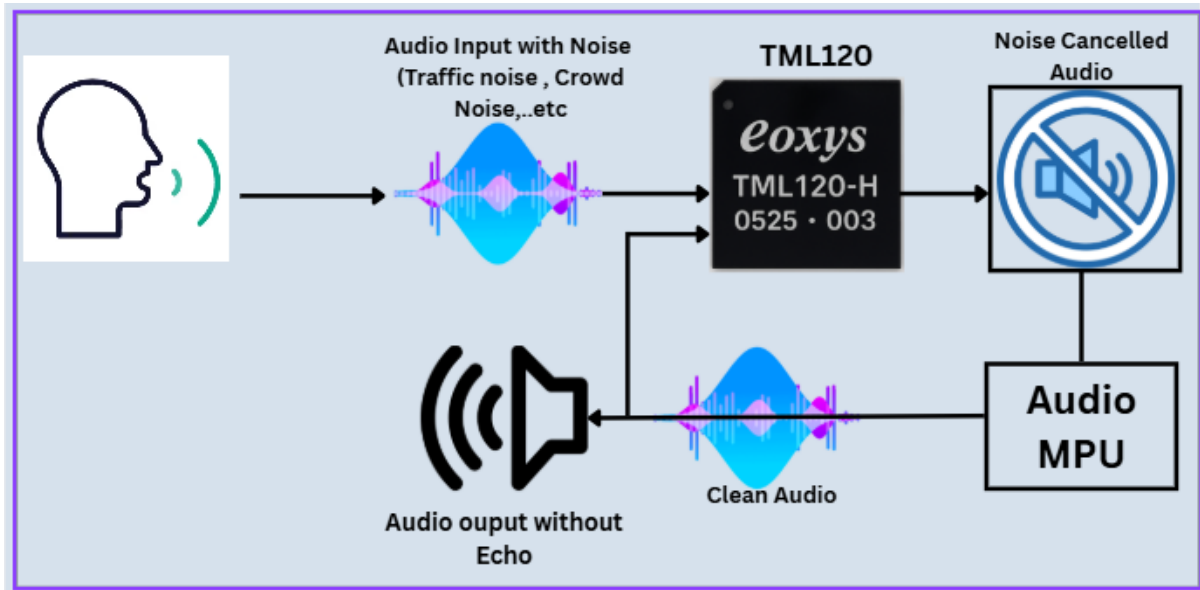 Audio Input with Noise
(Traffic noise , Crowd
Noise,..etc
TML120
eoxys
TML120-H
0525 · 003
Noise Cancelled
Audio
Audio
MPU
Clean Audio
Audio ouput without
Echo